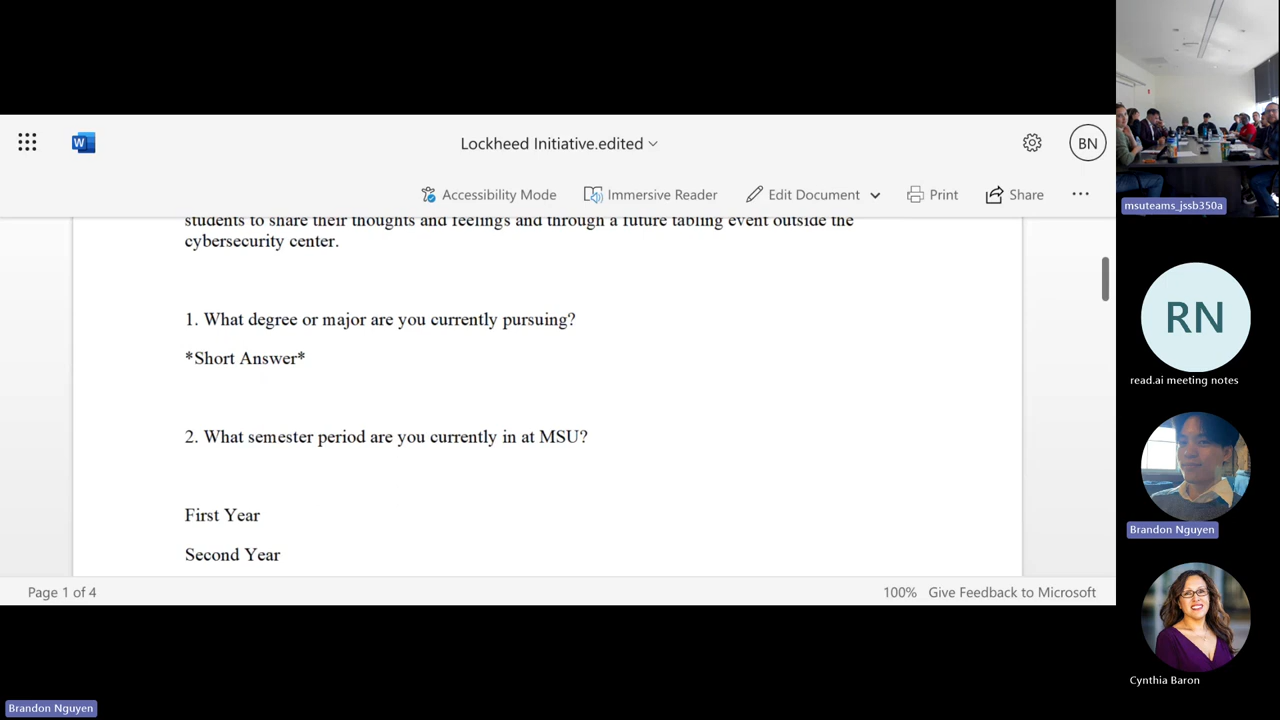 W
Lockheed Initiative.edited
BN
Accessibility Mode
Immersive Reader
Edit Document
Print
Share
students to share their thoughts and feelings and through a future tabling event outside the
cybersecurity center.
1. What degree or major are you currently pursuing?
*Short Answer*
2. What semester period are you currently in at MSU?
First Year
Second Year
Page 1 of 4
100%
Give Feedback to Microsoft
msuteams_jssb350a
RN
read.ai meeting notes
Brandon Nguyen
Cynthia Baron
Brandon Nguyen